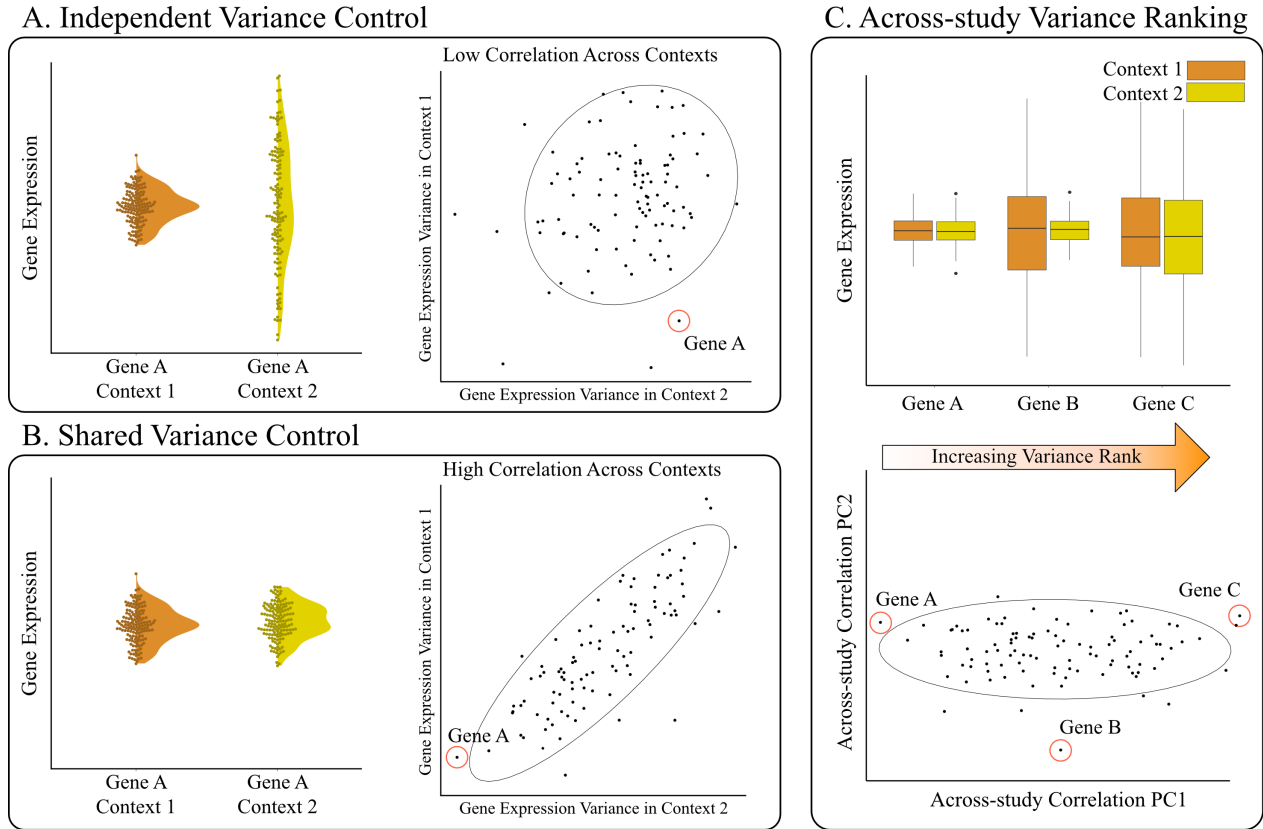 A. Independent Variance Control
Gene Expression
Gene A
Context 1
Gene A
Context 2
Low Correlation Across Contexts
Gene Expression Variance in Context 1
Gene A
Gene Expression Variance in Context 2
B. Shared Variance Control
Gene Expression
Gene A
Context 1
Gene A
Context 2
High Correlation Across Contexts
Gene Expression Variance in Context 1
Gene A
Gene Expression Variance in Context 2
C. Across-study Variance Ranking
Context 1
Context 2
Gene Expression
Gene A
Gene B
Gene C
Increasing Variance Rank
Across-study Correlation PC2
Gene A
Gene C
Gene B
Across-study Correlation PC1